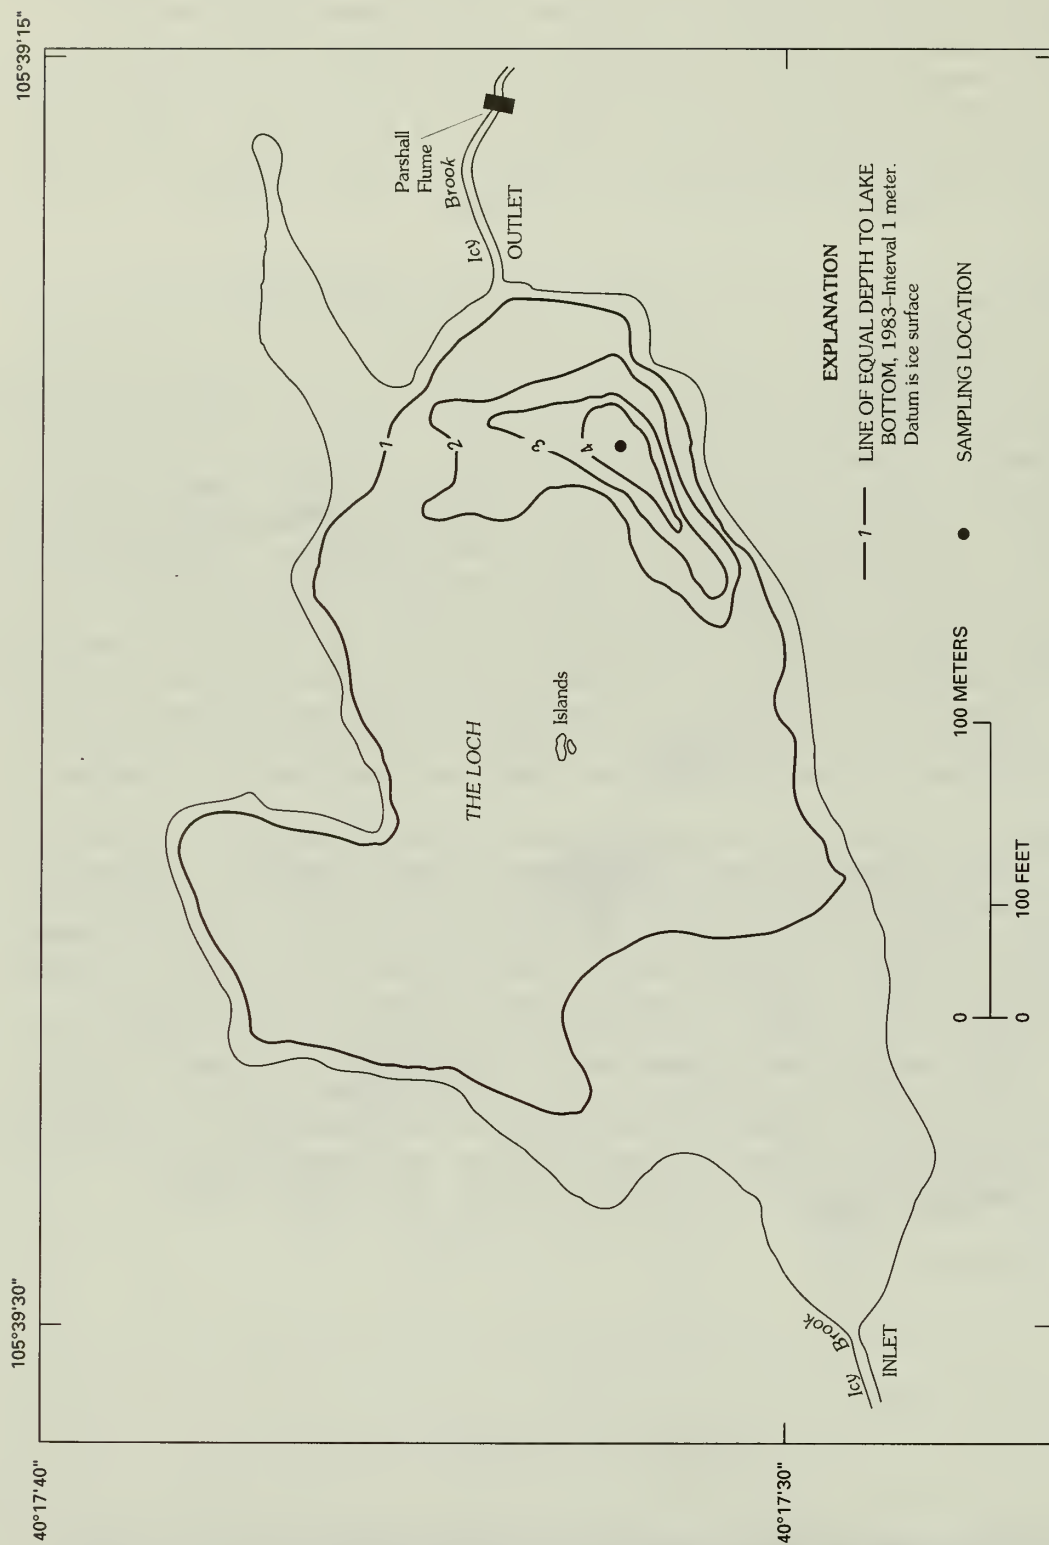 40°17'40"
105°39'30"
105°39'15"
Parshall
Flume
Icy Brook
OUTLET
1
2
3
4
THE LOCH
Islands
40°17'30"
Icy Brook
INLET
EXPLANATION
1 LINE OF EQUAL DEPTH TO LAKE
BOTTOM, 1983–Interval 1 meter.
Datum is ice surface
SAMPLING LOCATION
0 100 METERS
0 100 FEET